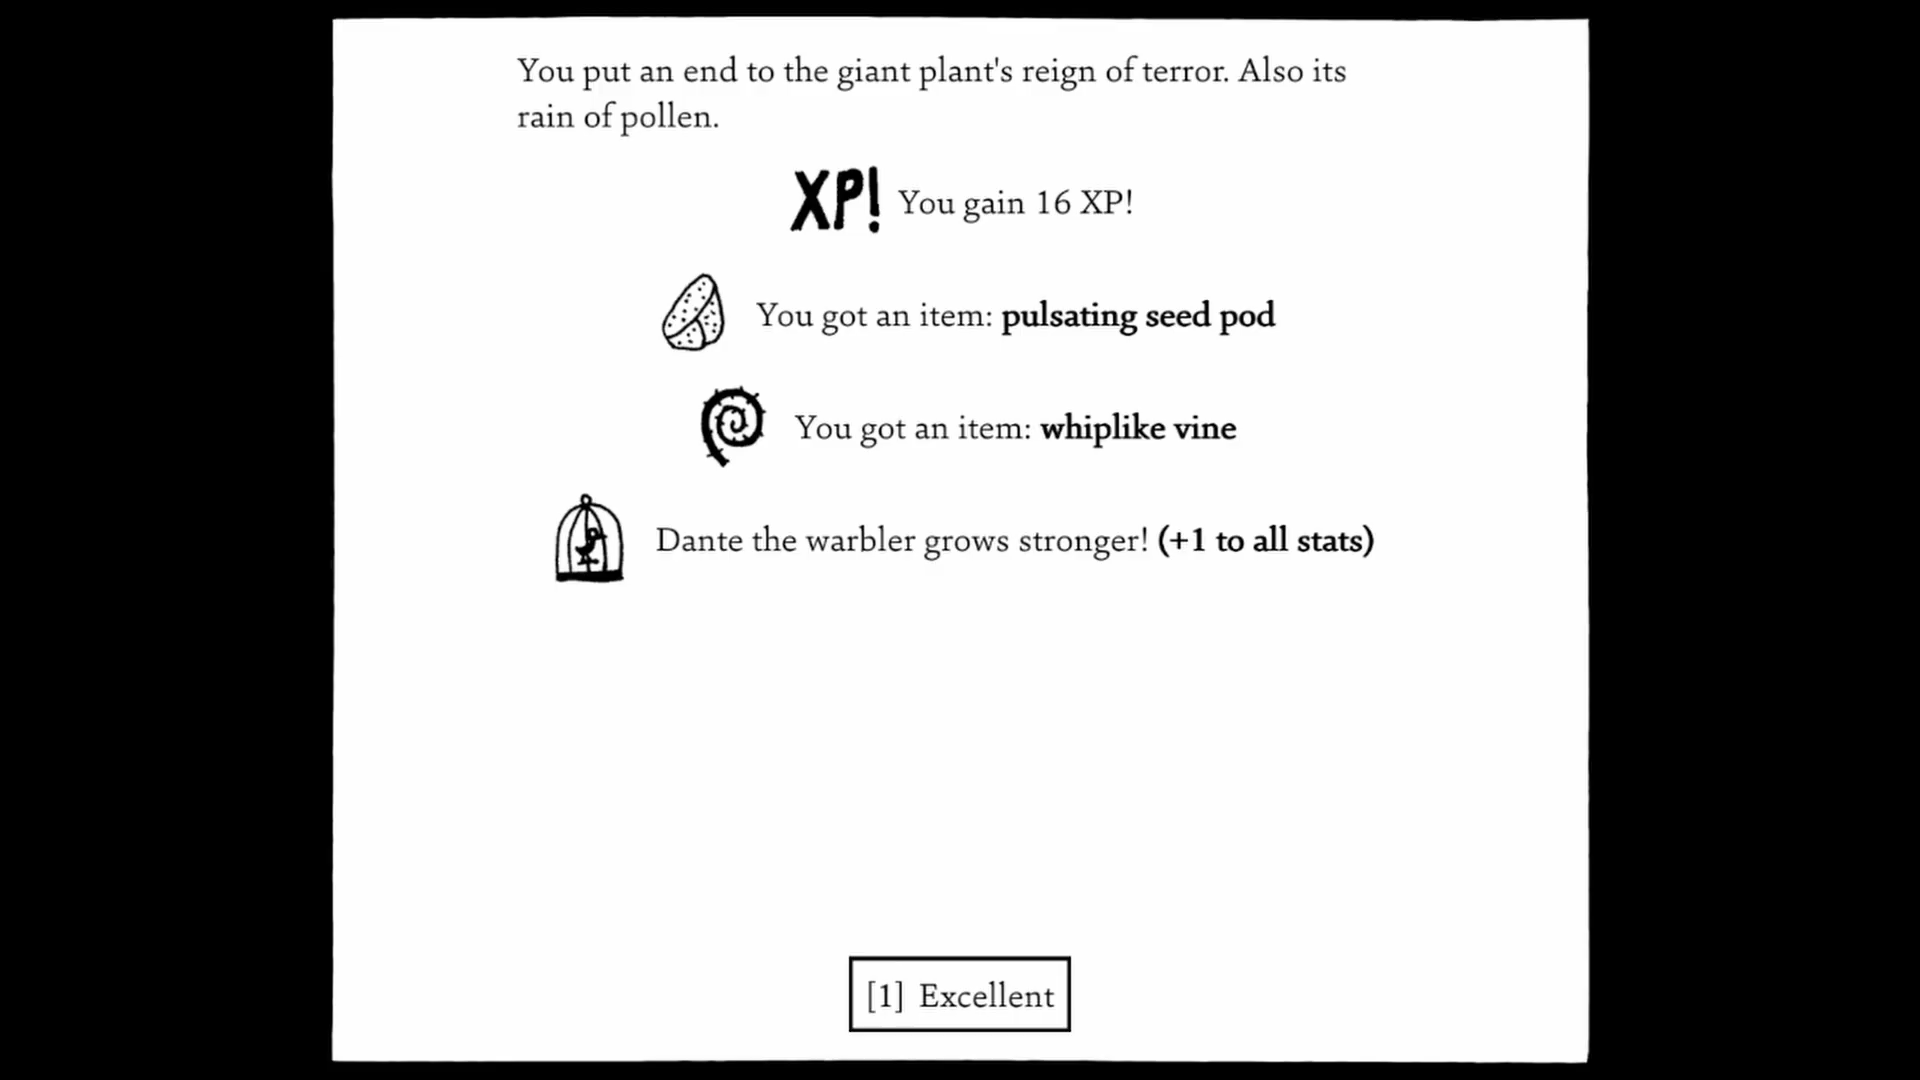 You put an end to the giant plant's reign of terror. Also its
rain of pollen.
XP! You gain 16 XP!
You got an item: pulsating seed pod
You got an item: whiplike vine
Dante the warbler grows stronger! (+1 to all stats)
[1] Excellent